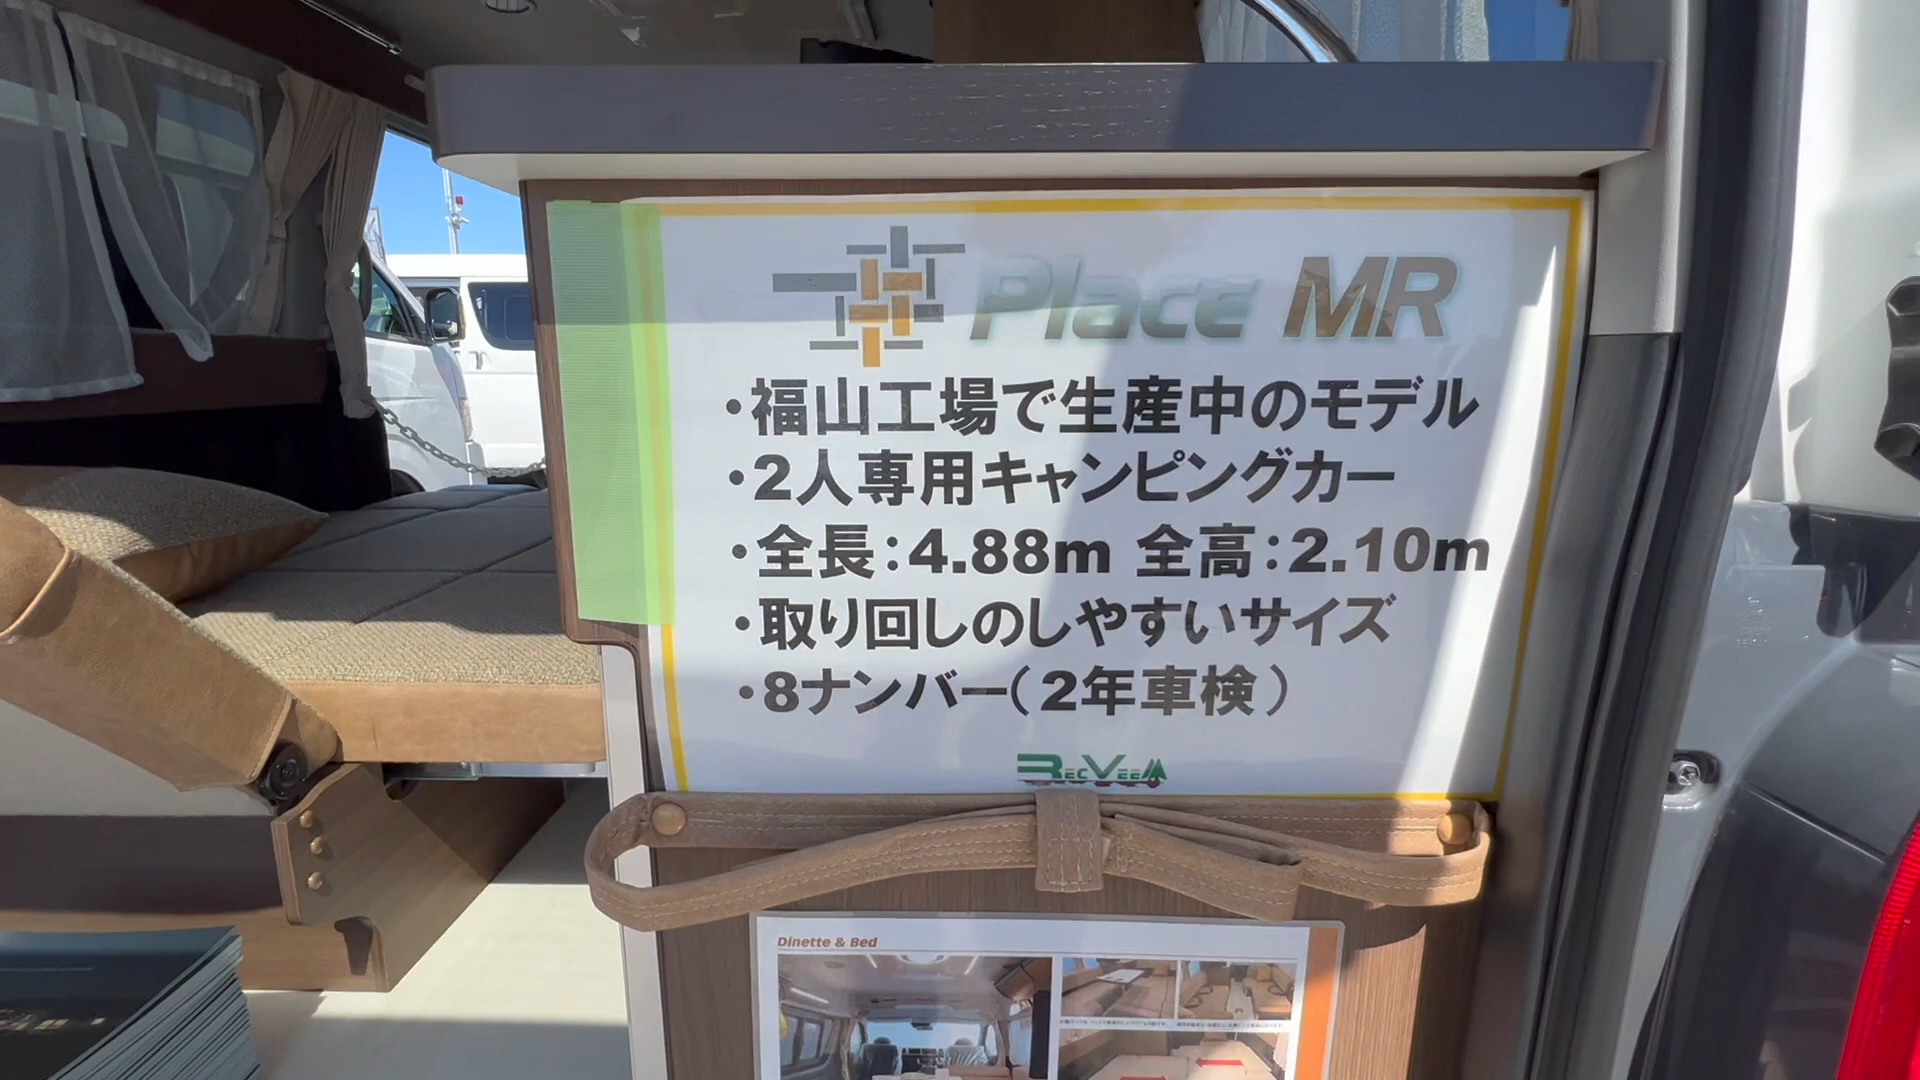 Place MR
・福山工場で生産中のモデル
・2人専用キャンピングカー
・全長：4.88m 全高：2.10m
・取り回しのしやすいサイズ
・8ナンバー（2年車検）
RECVEE
Dinette & Bed